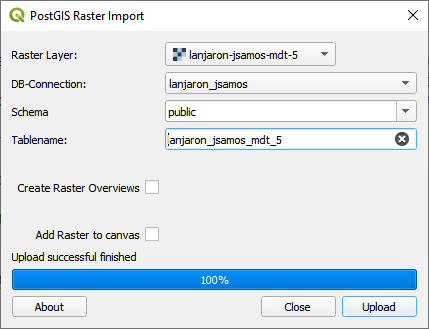 PostGIS Raster Import
Raster Layer: lanjaron-jsamos-mdt-5
DB-Connection: lanjaron_jsamos
Schema public
Tablename: lanjaron_jsamos_mdt_5
Create Raster Overviews
Add Raster to canvas
Upload successful finished
100%
About Close Upload